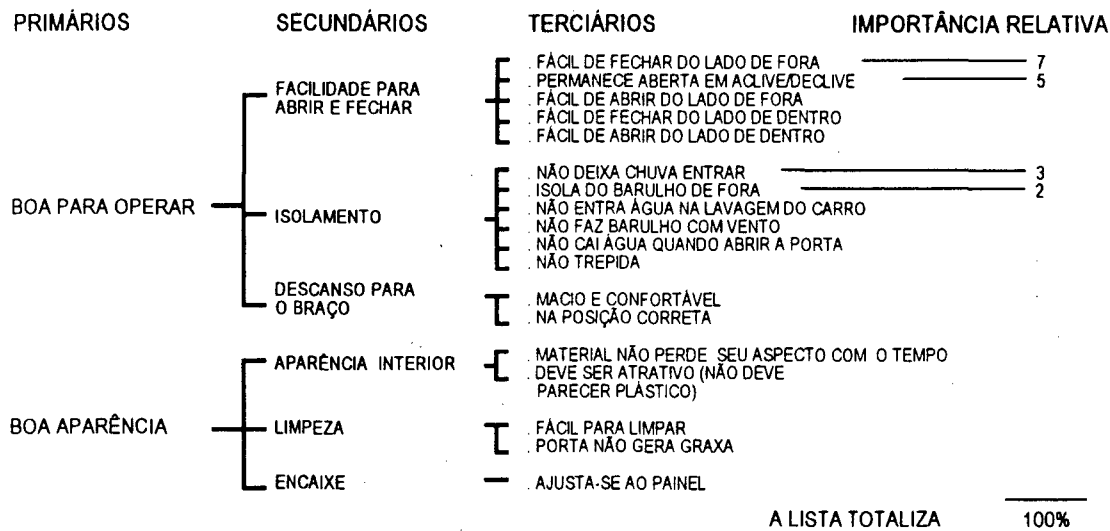 PRIMÁRIOS SECUNDÁRIOS TERCIÁRIOS IMPORTÂNCIA RELATIVA
. FÁCIL DE FECHAR DO LADO DE FORA 7
. PERMANECE ABERTA EM ACLIVE/DECLIVE 5
FACILIDADE PARA
ABRIR E FECHAR
. FÁCIL DE ABRIR DO LADO DE FORA
. FÁCIL DE FECHAR DO LADO DE DENTRO
. FÁCIL DE ABRIR DO LADO DE DENTRO
BOA PARA OPERAR
ISOLAMENTO
. NÃO DEIXA CHUVA ENTRAR 3
. ISOLA DO BARULHO DE FORA 2
. NÃO ENTRA ÁGUA NA LAVAGEM DO CARRO
. NÃO FAZ BARULHO COM VENTO
. NÃO CAI ÁGUA QUANDO ABRIR A PORTA
. NÃO TREPIDA
DESCANSO PARA
O BRAÇO
. MACIO E CONFORTÁVEL
. NA POSIÇÃO CORRETA
BOA APARÊNCIA
APARÊNCIA INTERIOR
. MATERIAL NÃO PERDE SEU ASPECTO COM O TEMPO
. DEVE SER ATRATIVO (NÃO DEVE
PARECER PLÁSTICO)
LIMPEZA
. FÁCIL PARA LIMPAR
. PORTA NÃO GERA GRAXA
ENCAIXE . AJUSTA-SE AO PAINEL
A LISTA TOTALIZA 100%